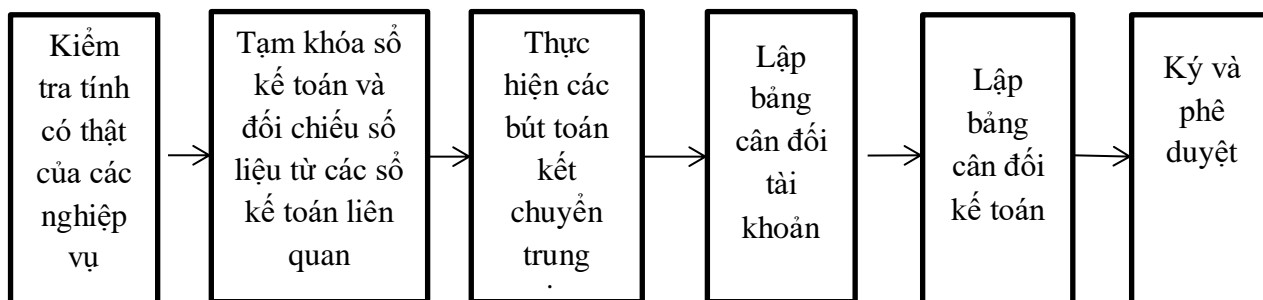 Kiểm
tra tính
có thật
của các
nghiệp
vụ
Tạm khóa sổ
kế toán và
đối chiếu số
liệu từ các sổ
kế toán liên
quan
Thực
hiện các
bút toán
kết
chuyển
trung
Lập
bảng
cân đối
tài
khoản
Lập
bảng
cân đối
kế toán
Ký và
phê
duyệt